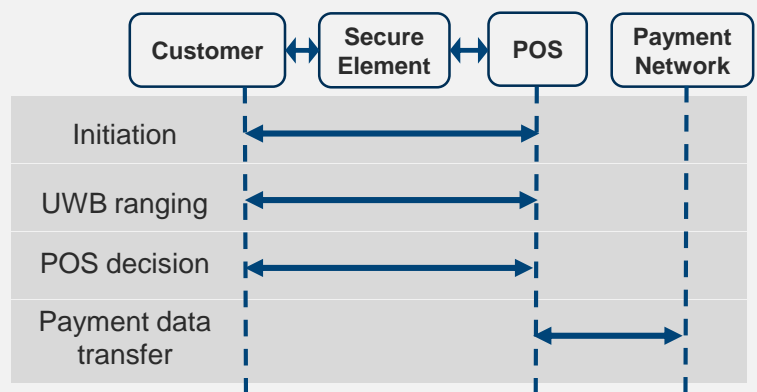 Customer
Secure
Element
POS
Payment
Network
Initiation
UWB ranging
POS decision
Payment data
transfer